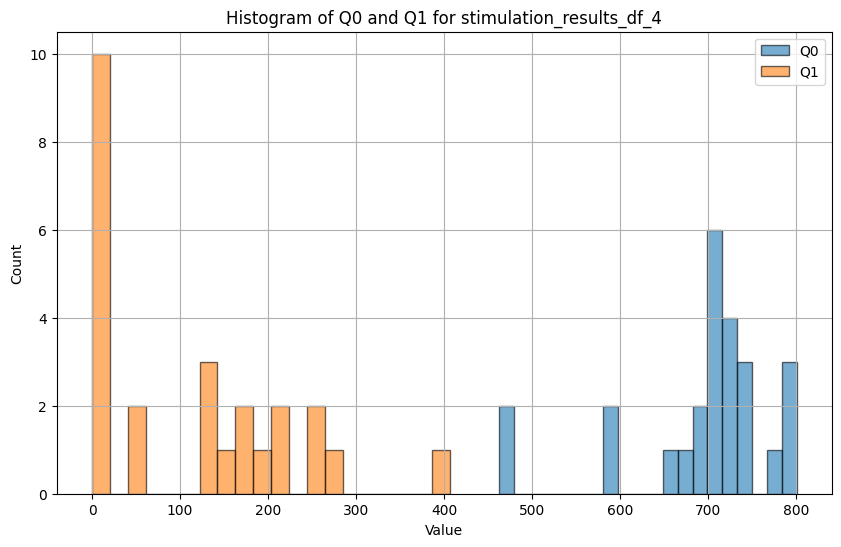 Histogram of Q0 and Q1 for stimulation_results_df_4
Q0
Q1
Count
10
8
6
4
2
0
0 100 200 300 400 500 600 700 800
Value